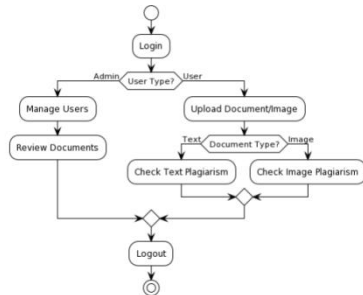 Login
Admin
User Type?
User
Manage Users
Upload Document/Image
Review Documents
Text
Document Type?
Image
Check Text Plagiarism
Check Image Plagiarism
Logout